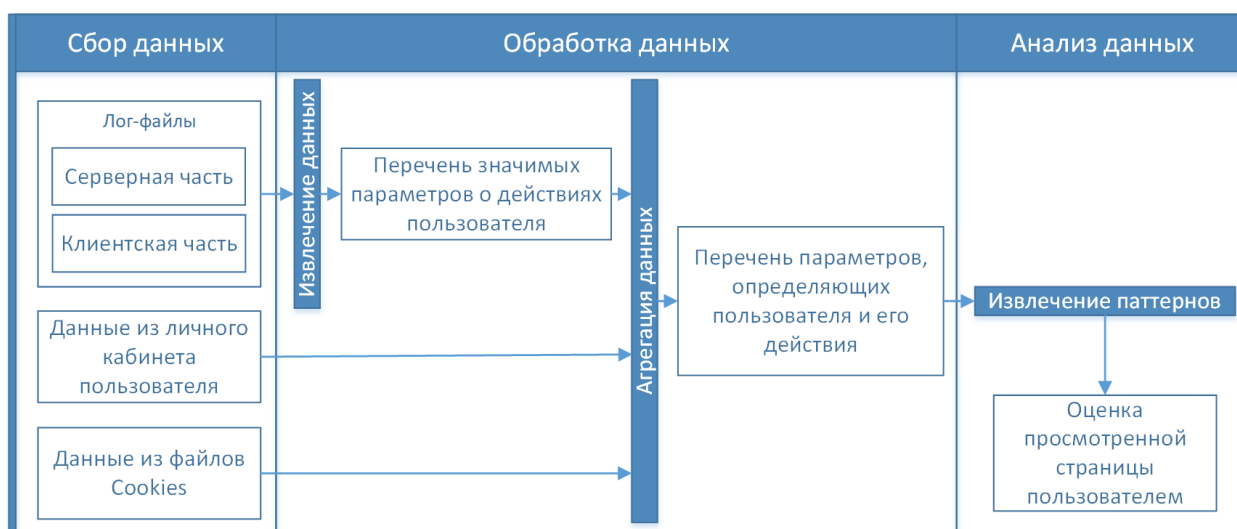 Сбор данных
Обработка данных
Анализ данных
Лог-файлы
Серверная часть
Клиентская часть
Данные из личного
кабинета
пользователя
Данные из файлов
Cookies
Извлечение данных
Перечень значимых
параметров о действиях
пользователя
Агрегация данных
Перечень параметров,
определяющих
пользователя и его
действия
Извлечение паттернов
Оценка
просмотренной
страницы
пользователем